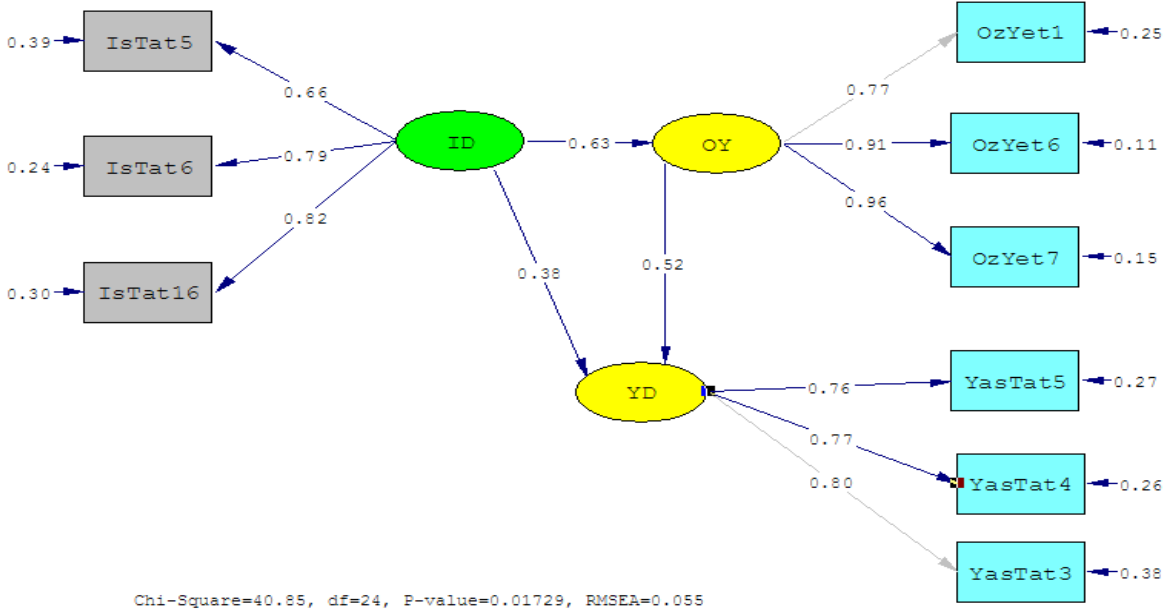 0.39 IsTat5
0.24 IsTat6
0.30 IsTat16
0.66
0.79
0.82
ID
0.63
OY
0.38
0.52
YD
0.77
0.91
0.96
OzYet1 0.25
OzYet6 0.11
OzYet7 0.15
0.76
0.77
0.80
YasTat5 0.27
YasTat4 0.26
YasTat3 0.38
Chi-Square=40.85, df=24, P-value=0.01729, RMSEA=0.055